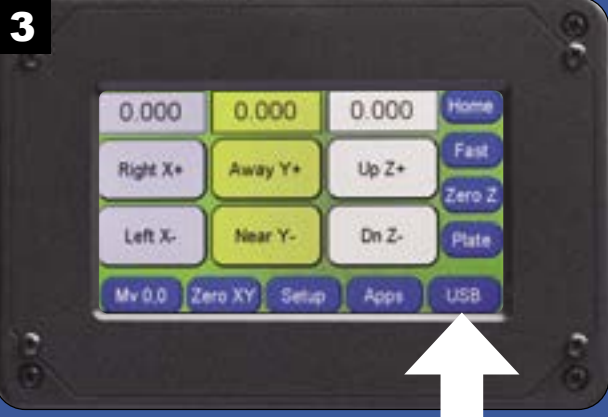 3
0.000 0.000 0.000 Home
Fast
Right X+ Away Y+ Up Z+
Zero Z
Left X- Near Y- Dn Z- Plate
Mv 0,0 Zero XY Setup Apps USB